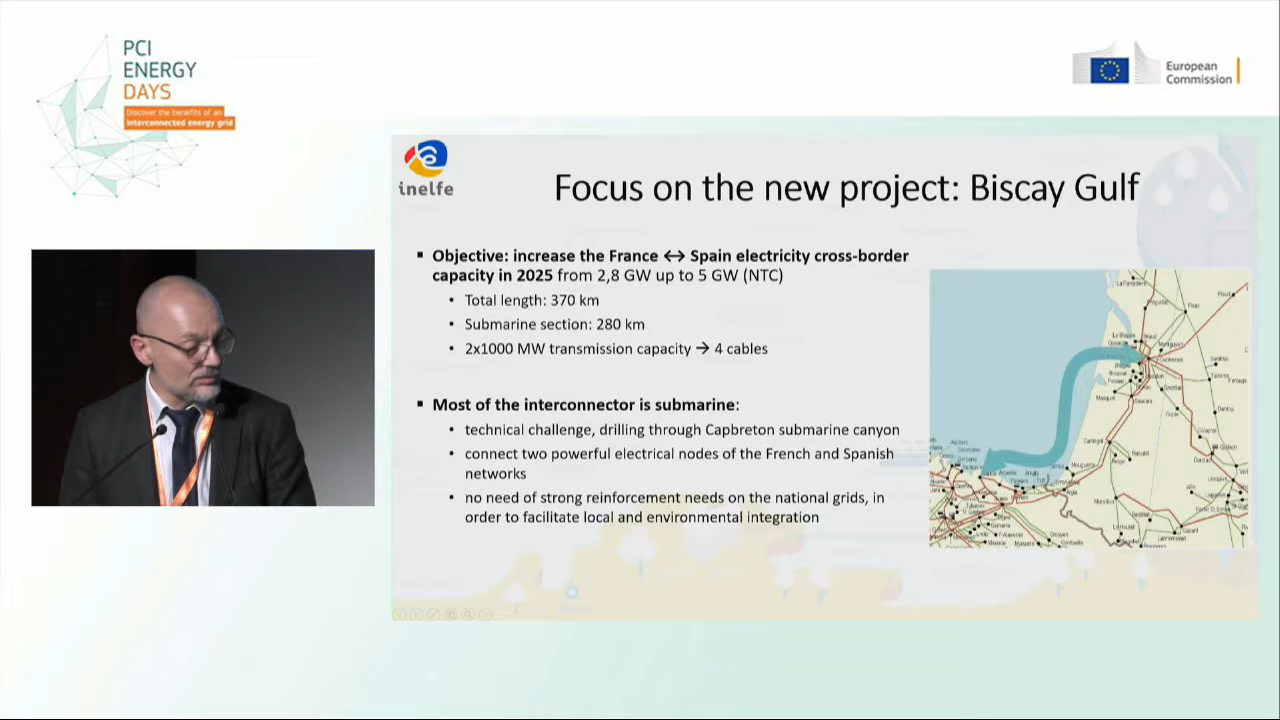 PCI
ENERGY
DAYS
Discover the benefits of an
interconnected energy grid
European
Commission
inelfe
Focus on the new project: Biscay Gulf
▪ Objective: increase the France ↔ Spain electricity cross-border
capacity in 2025 from 2,8 GW up to 5 GW (NTC)
• Total length: 370 km
• Submarine section: 280 km
• 2x1000 MW transmission capacity → 4 cables
▪ Most of the interconnector is submarine:
• technical challenge, drilling through Capbreton submarine canyon
• connect two powerful electrical nodes of the French and Spanish
networks
• no need of strong reinforcement needs on the national grids, in
order to facilitate local and environmental integration